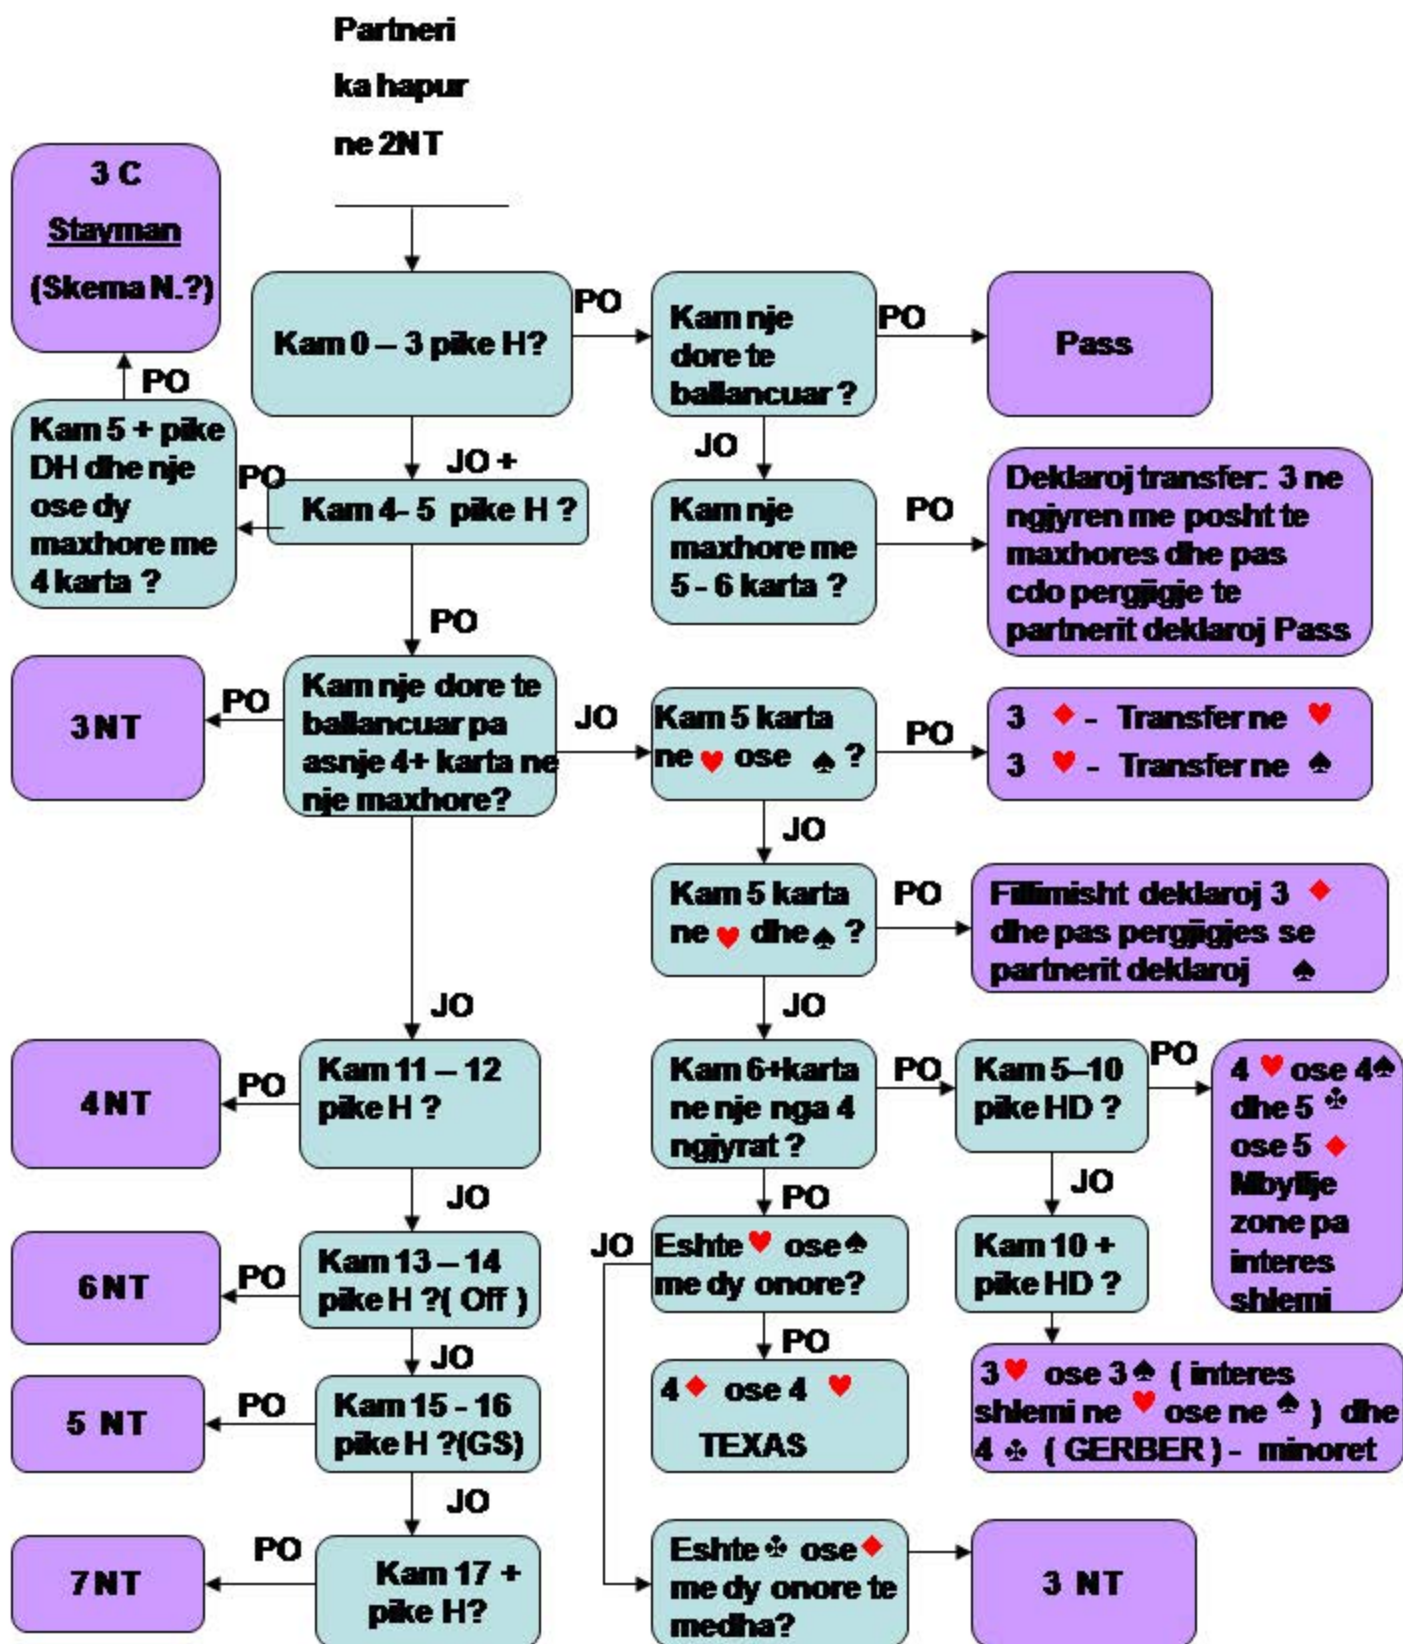 Partneri
ka hapur
ne 2NT
3 C
Stayman
(Skema N.?)
Kam 0 – 3 pike H?
PO
Kam nje
dore te
ballancuar ?
PO
Pass
PO
JO +
JO
Kam 5 + pike
DH dhe nje
ose dy
maxhore me
4 karta ?
PO
Kam 4- 5 pike H ?
Kam nje
maxhore me
5 - 6 karta ?
PO
Deklaroj transfer: 3 ne
ngjyren me posht te
maxhores dhe pas
cdo pergjigje te
partnerit deklaroj Pass
PO
3 NT
PO
Kam nje dore te
ballancuar pa
asnje 4+ karta ne
nje maxhore?
JO
Kam 5 karta
ne ♥ ose ♠ ?
PO
3 ♦ - Transfer ne ♥
3 ♥ - Transfer ne ♠
JO
Kam 5 karta
ne ♥ dhe ♠ ?
PO
Fillimisht deklaroj 3 ♦
dhe pas pergjigjes se
partnerit deklaroj ♠
JO
JO
4 NT
PO
Kam 11 – 12
pike H ?
Kam 6+karta
ne nje nga 4
ngjyrat ?
PO
Kam 5–10
pike HD ?
PO
4 ♥ ose 4♠
dhe 5 ♣
ose 5 ♦
Mbyllje
zone pa
interes
shlemi
JO
PO
JO
6 NT
PO
Kam 13 – 14
pike H ?( Off )
JO
Eshte ♥ ose ♠
me dy onore?
Kam 10 +
pike HD ?
JO
PO
5 NT
PO
Kam 15 - 16
pike H ?(GS)
4 ♦ ose 4 ♥
TEXAS
3 ♥ ose 3 ♠ ( interes
shlemi ne ♥ ose ne ♠ ) dhe
4 ♣ ( GERBER ) - minoret
JO
7 NT
PO
Kam 17 +
pike H?
Eshte ♣ ose ♦
me dy onore te
medha?
3 NT